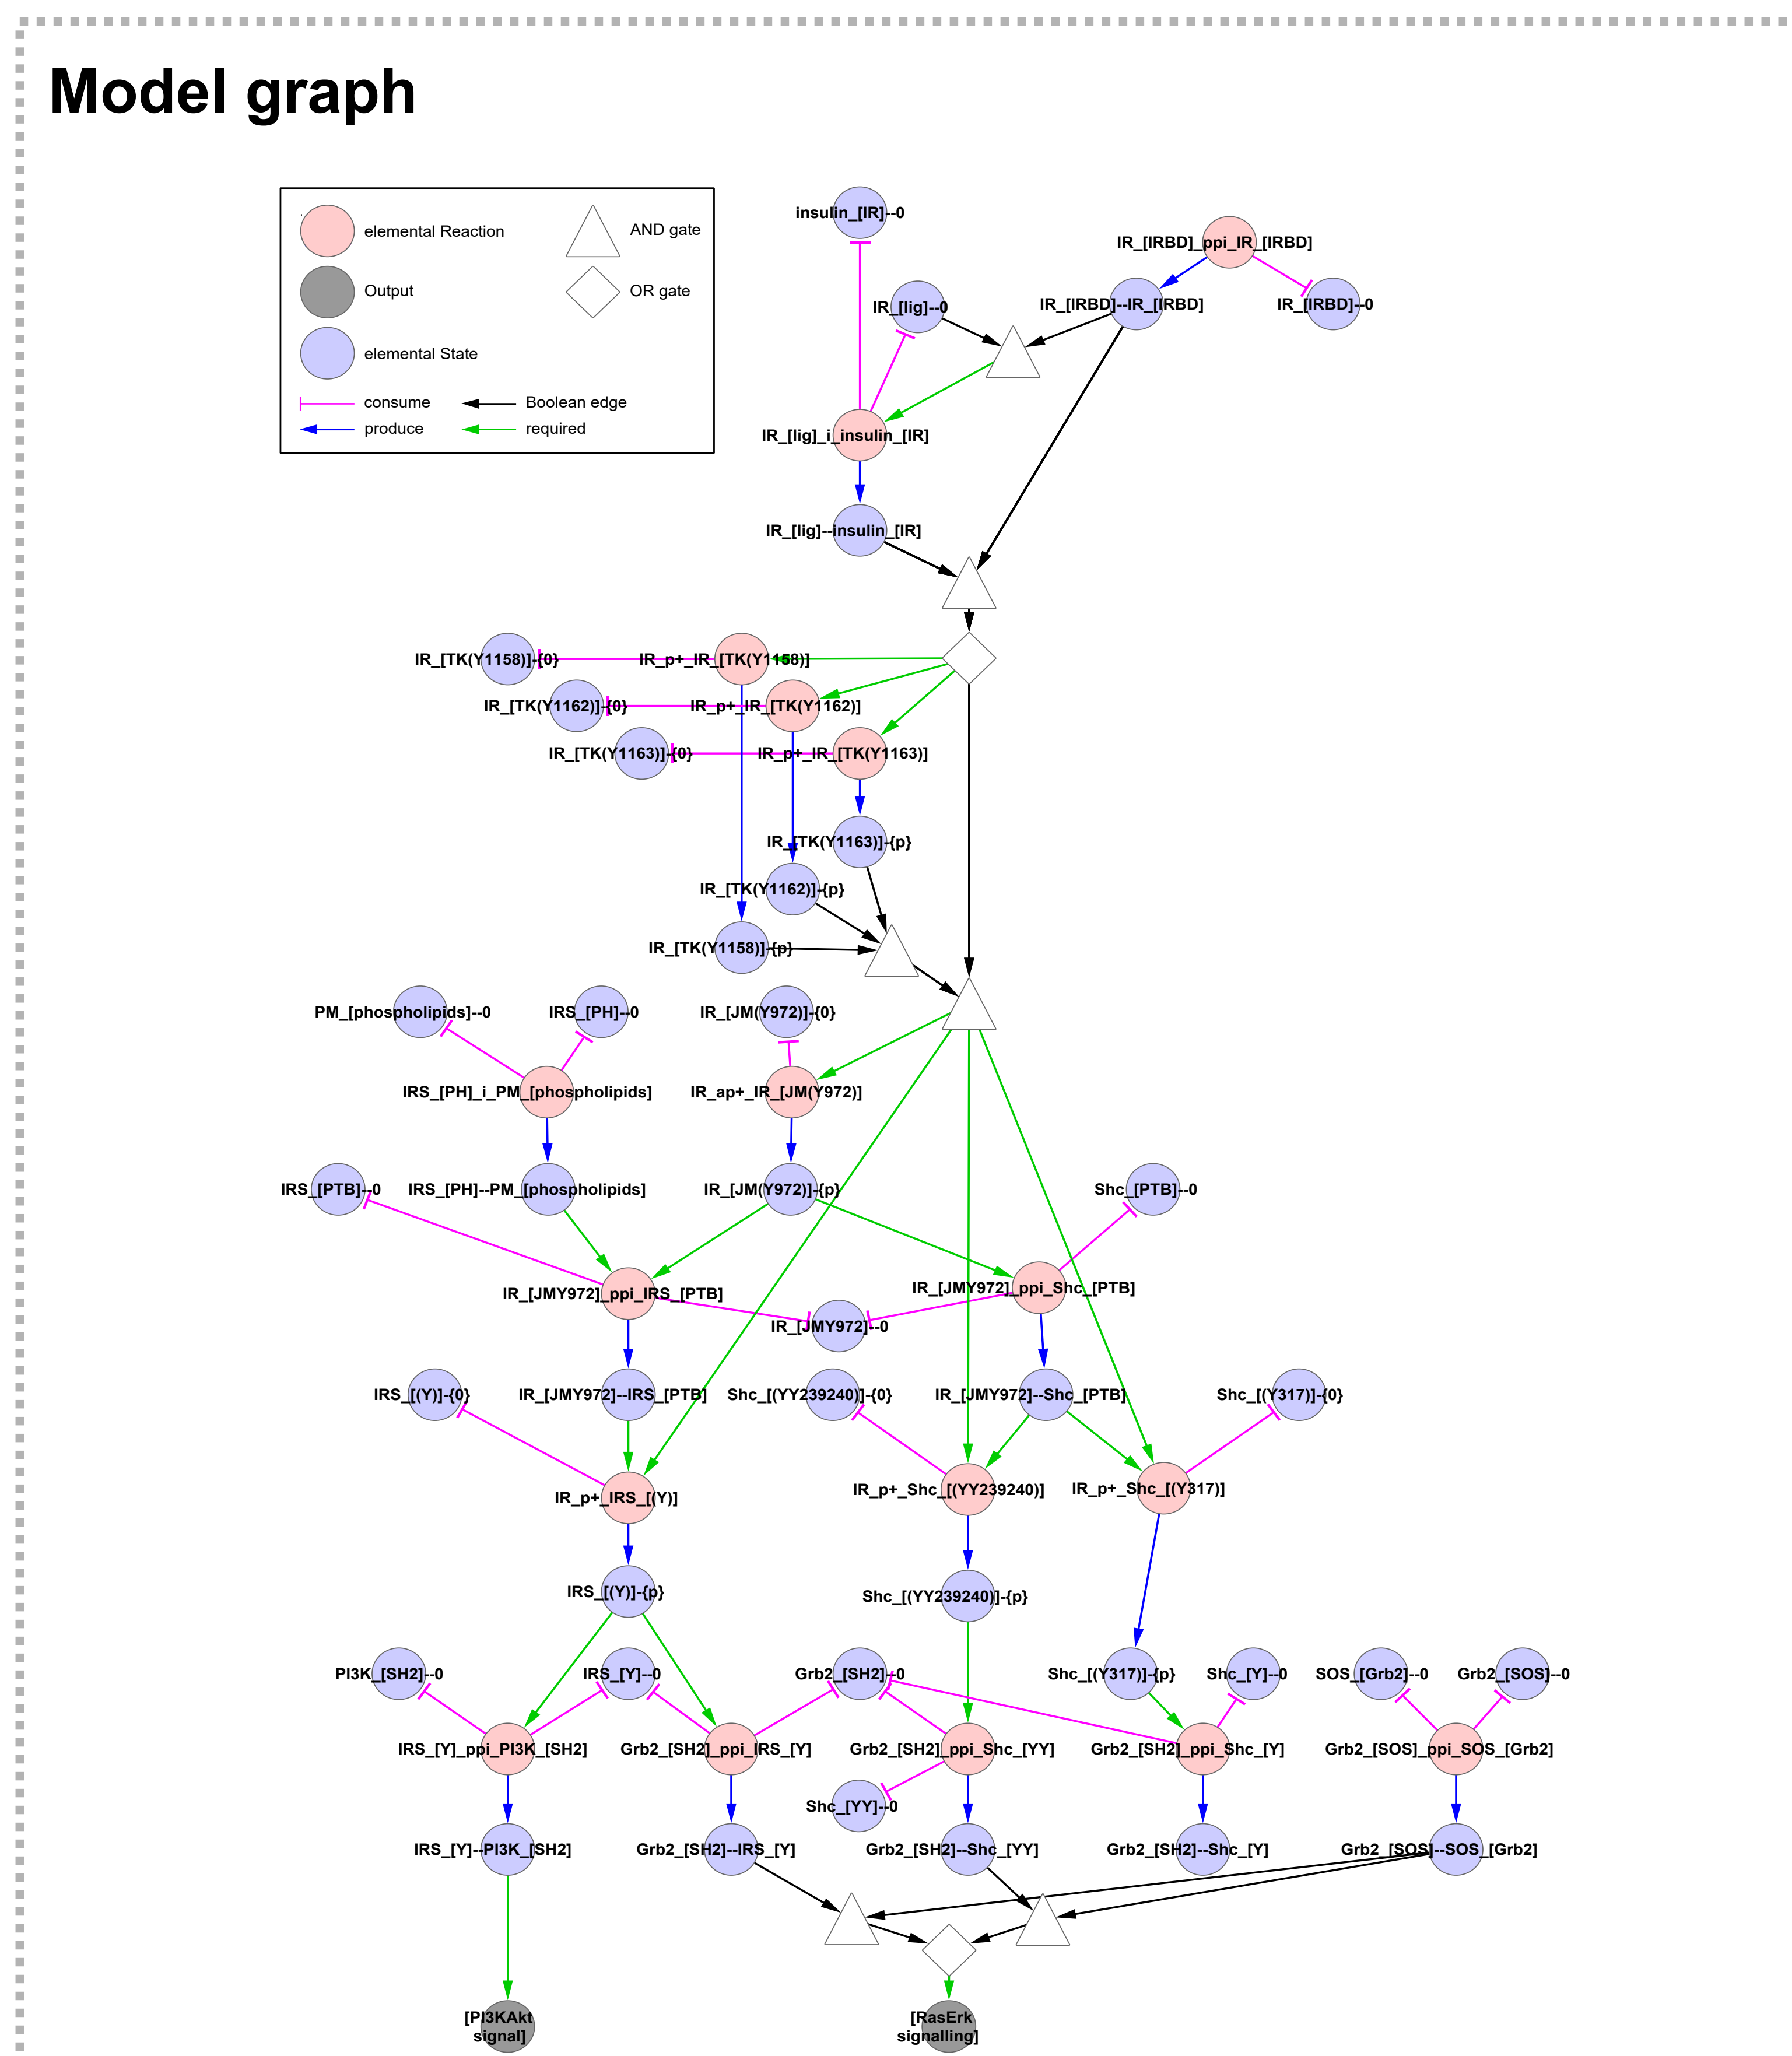 Model graph
elemental Reaction
AND gate
Output
OR gate
elemental State
consume
Boolean edge
produce
required
insulin_[IR]--0
IR_[IRBD]_ppi_IR_[IRBD]
IR_[lig]--0
IR_[IRBD]--IR_[IRBD]
IR_[IRBD]--0
IR_[lig]_i_insulin_[IR]
IR_[lig]--insulin_[IR]
IR_[TK(Y1158)]-{0}
IR_p+_IR_[TK(Y1158)]
IR_[TK(Y1162)]-{0}
IR_p+_IR_[TK(Y1162)]
IR_[TK(Y1163)]-{0}
IR_p+_IR_[TK(Y1163)]
IR_[TK(Y1163)]-{p}
IR_[TK(Y1162)]-{p}
IR_[TK(Y1158)]-{p}
PM_[phospholipids]--0
IRS_[PH]--0
IR_[JM(Y972)]-{0}
IRS_[PH]_i_PM_[phospholipids]
IR_ap+_IR_[JM(Y972)]
IRS_[PTB]--0
IRS_[PH]--PM_[phospholipids]
IR_[JM(Y972)]-{p}
Shc_[PTB]--0
IR_[JMY972]_ppi_IRS_[PTB]
IR_[JMY972]_ppi_Shc_[PTB]
IR_[JMY972]--0
IRS_[(Y)]-{0}
IR_[JMY972]--IRS_[PTB]
Shc_[(YY239240)]-{0}
IR_[JMY972]--Shc_[PTB]
Shc_[(Y317)]-{0}
IR_p+_IRS_[(Y)]
IR_p+_Shc_[(YY239240)]
IR_p+_Shc_[(Y317)]
IRS_[(Y)]-{p}
Shc_[(YY239240)]-{p}
PI3K_[SH2]--0
IRS_[Y]--0
Grb2_[SH2]--0
Shc_[(Y317)]-{p}
Shc_[Y]--0
SOS_[Grb2]--0
Grb2_[SOS]--0
IRS_[Y]_ppi_PI3K_[SH2]
Grb2_[SH2]_ppi_IRS_[Y]
Grb2_[SH2]_ppi_Shc_[YY]
Grb2_[SH2]_ppi_Shc_[Y]
Grb2_[SOS]_ppi_SOS_[Grb2]
Shc_[YY]--0
IRS_[Y]--PI3K_[SH2]
Grb2_[SH2]--IRS_[Y]
Grb2_[SH2]--Shc_[YY]
Grb2_[SH2]--Shc_[Y]
Grb2_[SOS]--SOS_[Grb2]
[PI3KAkt
signal]
[RasErk
signalling]